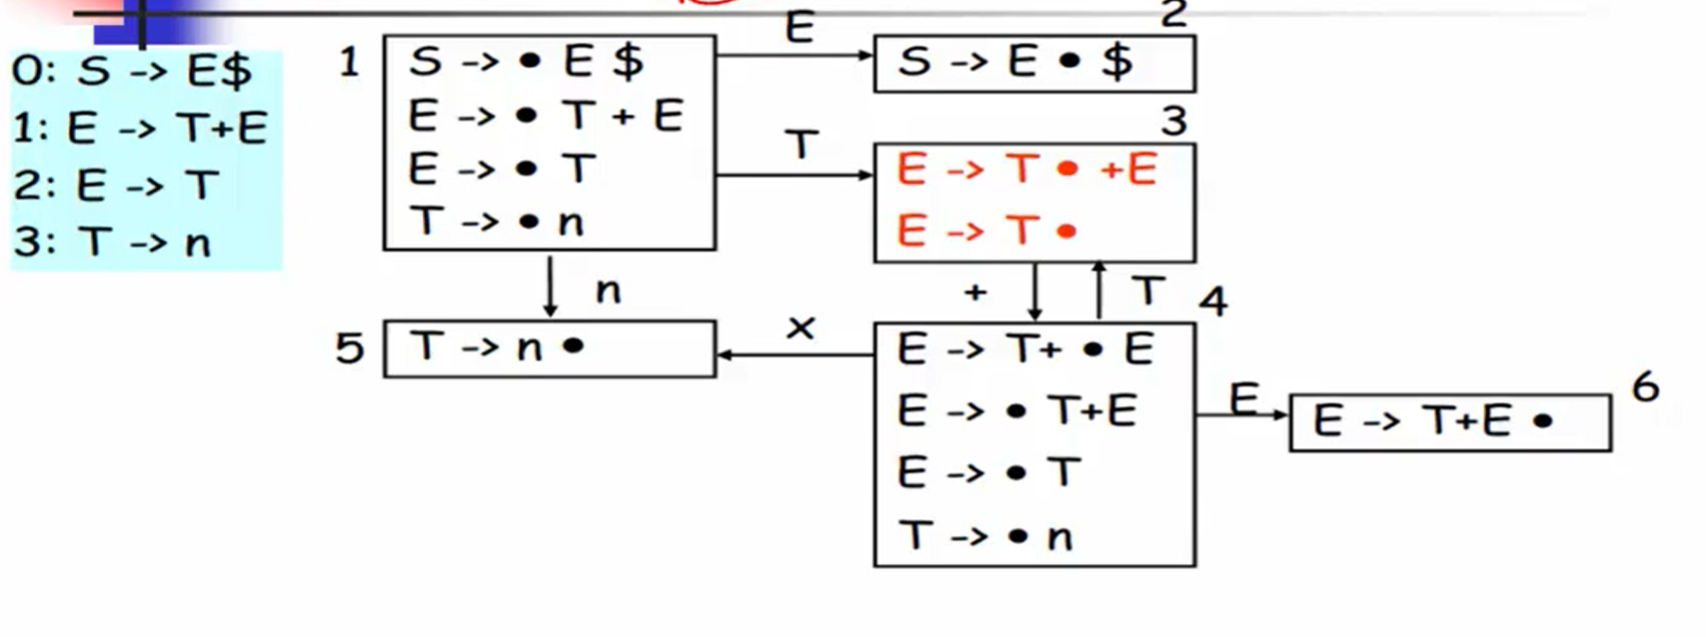 0: S -> E$
1: E -> T+E
2: E -> T
3: T -> n
1
S -> • E $
E -> • T + E
E -> • T
T -> • n
E
2
S -> E • $
T
3
E -> T • +E
E -> T •
n
+
T
4
5
T -> n •
x
E -> T+ • E
E -> • T+E
E -> • T
T -> • n
E
6
E -> T+E •